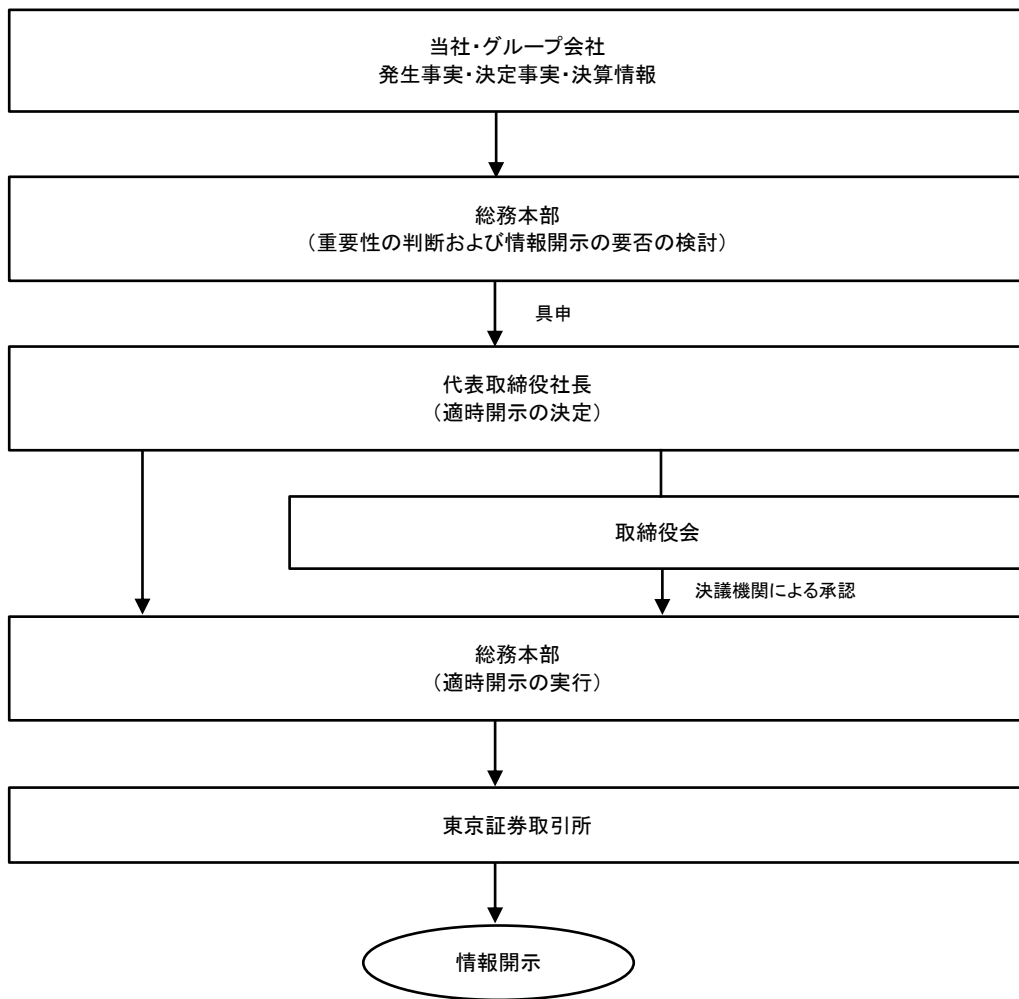 当社・グループ会社
発生事実・決定事実・決算情報
総務本部
（重要性の判断および情報開示の要否の検討）
具申
代表取締役社長
（適時開示の決定）
取締役会
決議機関による承認
総務本部
（適時開示の実行）
東京証券取引所
情報開示